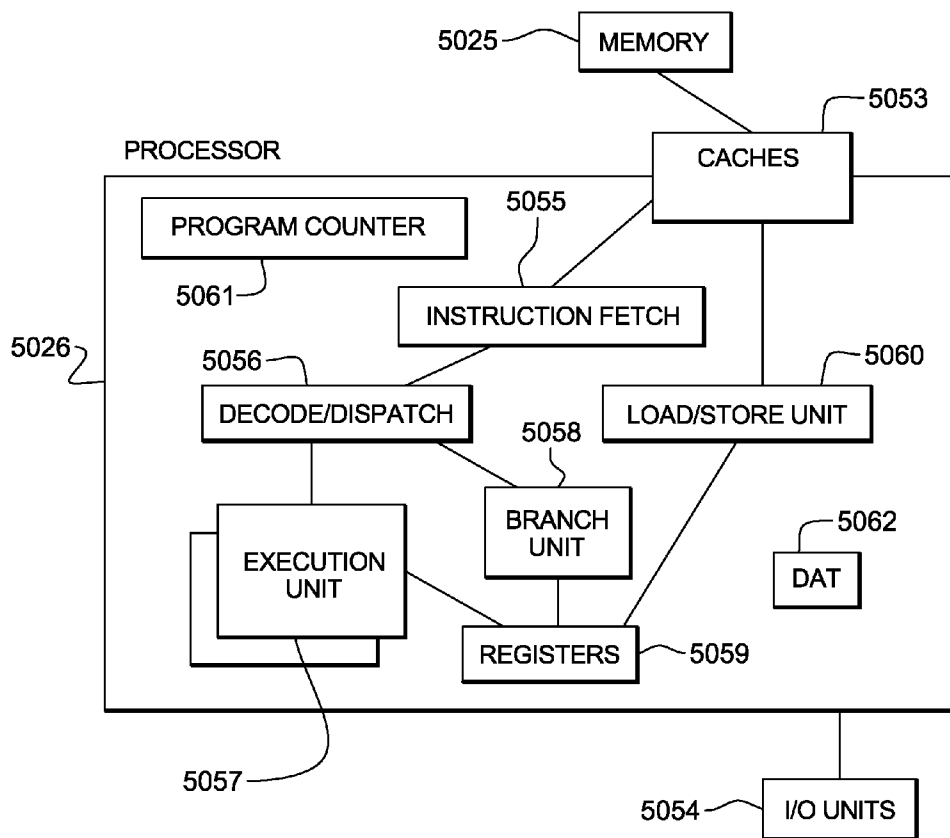 5025
MEMORY
5053
PROCESSOR
CACHES
5055
PROGRAM COUNTER
5061
INSTRUCTION FETCH
5026
5056
5060
DECODE/DISPATCH
LOAD/STORE UNIT
5058
BRANCH
UNIT
5062
EXECUTION
UNIT
DAT
REGISTERS
5059
5057
5054
I/O UNITS